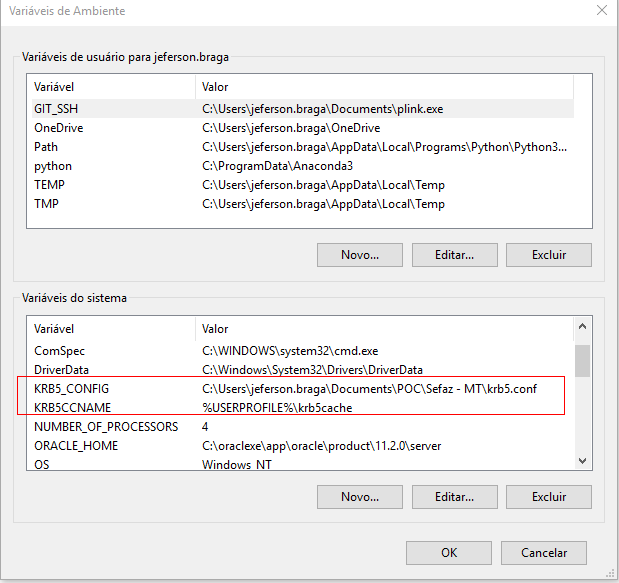 Variáveis de Ambiente
Variáveis de usuário para jeferson.braga
Variável Valor
GIT_SSH C:\Users\jeferson.braga\Documents\plink.exe
OneDrive C:\Users\jeferson.braga\OneDrive
Path C:\Users\jeferson.braga\AppData\Local\Programs\Python\Python3...
python C:\ProgramData\Anaconda3
TEMP C:\Users\jeferson.braga\AppData\Local\Temp
TMP C:\Users\jeferson.braga\AppData\Local\Temp
Novo... Editar... Excluir
Variáveis do sistema
Variável Valor
ComSpec C:\WINDOWS\system32\cmd.exe
DriverData C:\Windows\System32\Drivers\DriverData
KRB5_CONFIG C:\Users\jeferson.braga\Documents\POC\Sefaz - MT\krb5.conf
KRB5CCNAME %USERPROFILE%\krb5cache
NUMBER_OF_PROCESSORS 4
ORACLE_HOME C:\oraclexe\app\oracle\product\11.2.0\server
OS Windows_NT
Novo... Editar... Excluir
OK Cancelar